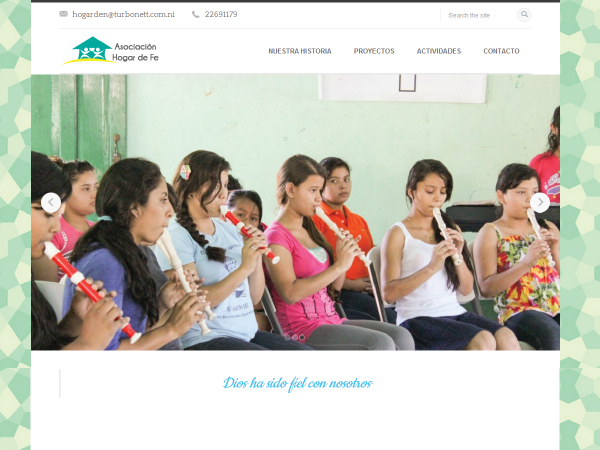 hogarden@turbonett.com.ni
22691179
Search the site
Asociación
Hogar de Fe
NUESTRA HISTORIA
PROYECTOS
ACTIVIDADES
CONTACTO
Dios ha sido fiel con nosotros